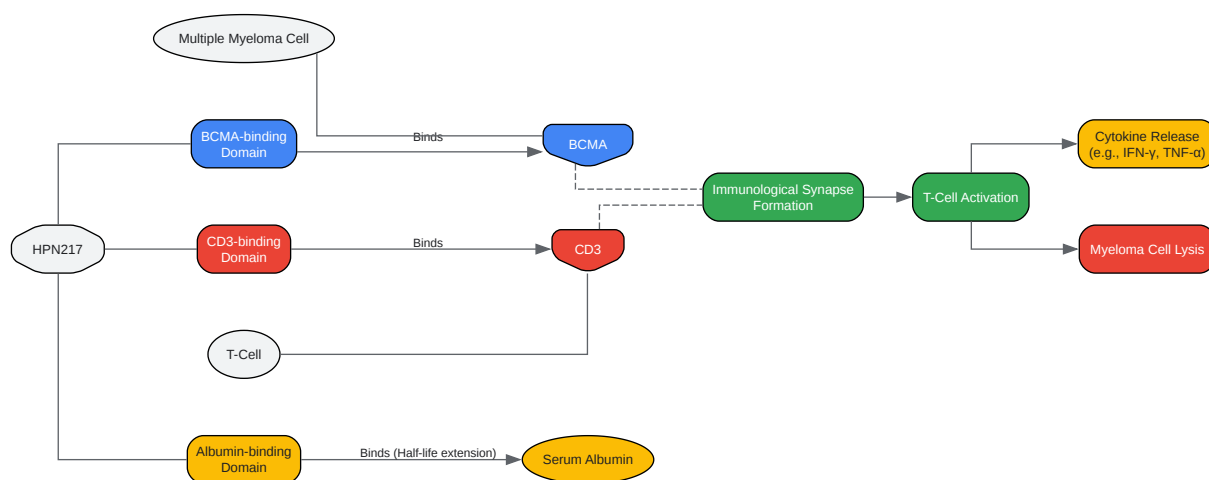 Multiple Myeloma Cell
BCMA-binding
Domain
Binds
BCMA
Cytokine Release
(e.g., IFN-γ, TNF-α)
Immunological Synapse
Formation
T-Cell Activation
HPN217
CD3-binding
Domain
Binds
CD3
Myeloma Cell Lysis
T-Cell
Albumin-binding
Domain
Binds (Half-life extension)
Serum Albumin